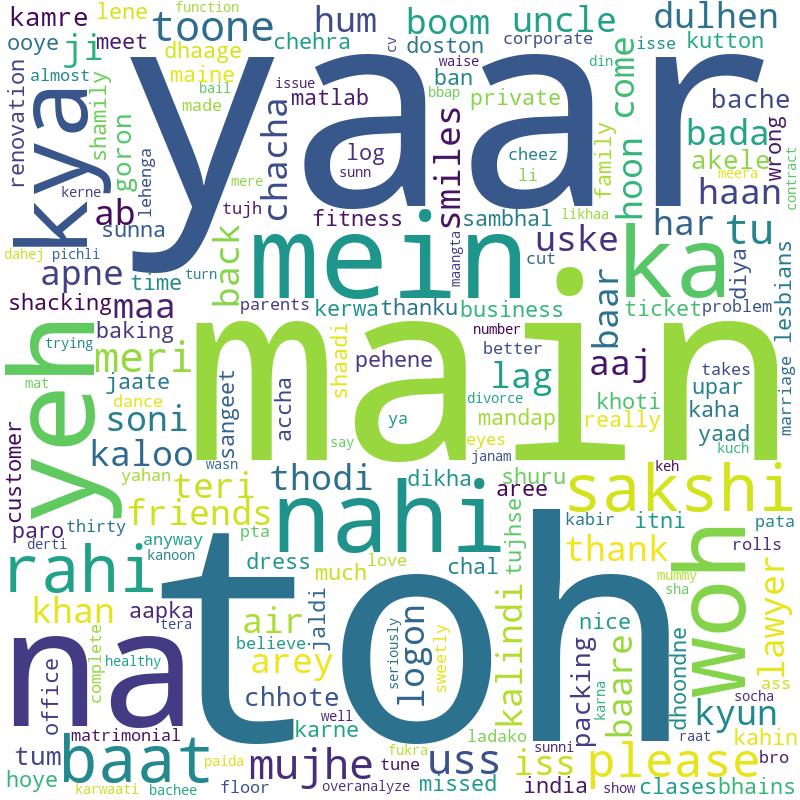 kamre lene function
ooye ji toone hum boom uncle dulhen
meet chehra cv doston corporate isse kutton
almost dhaage maine waise ban din
bail issue bbap
renovation shamily made matlab private come bache
kya yaar
goron chacha log cheez bada wrong
kerne lehenga mere sunn li family hoon akele meera contract
ab tujh fitness smiles sambhal likhaa haan
sunna maangta har tu
dahej pichli turn back mein cut uske ka diya
apne time
shacking maa parents kerwa thanku business baar ticket problem lesbians
baking number
trying main
yeh meri shaadi pehene better aaj takes marriage
mat jaate sangeet accha divorce lag khoti upar
dance ya mandap really kaha
customer soni say eyes yaad
kaloo wasn janam kuch
yahan thodi dikha shuru keh
teri nahi aree sakshi
paro thirty friends tujhse kabir itni pata
derti anyway pta
rahi kanoon toh thank woh rolls
dress much love chal mummy
khan aapka air jaldi kalindi nice sha lawyer
tera believe seriously logon sweetly
na arey packing baare dhoondne ass
office complete healthy chhote karna socha
matrimonial karne well ladako kyun
tum baat sunni raat kahin
hoye mujhe tune uss iss please bro
paida fukra
karwaati bachee floor overanalyze missed india show clases bhains